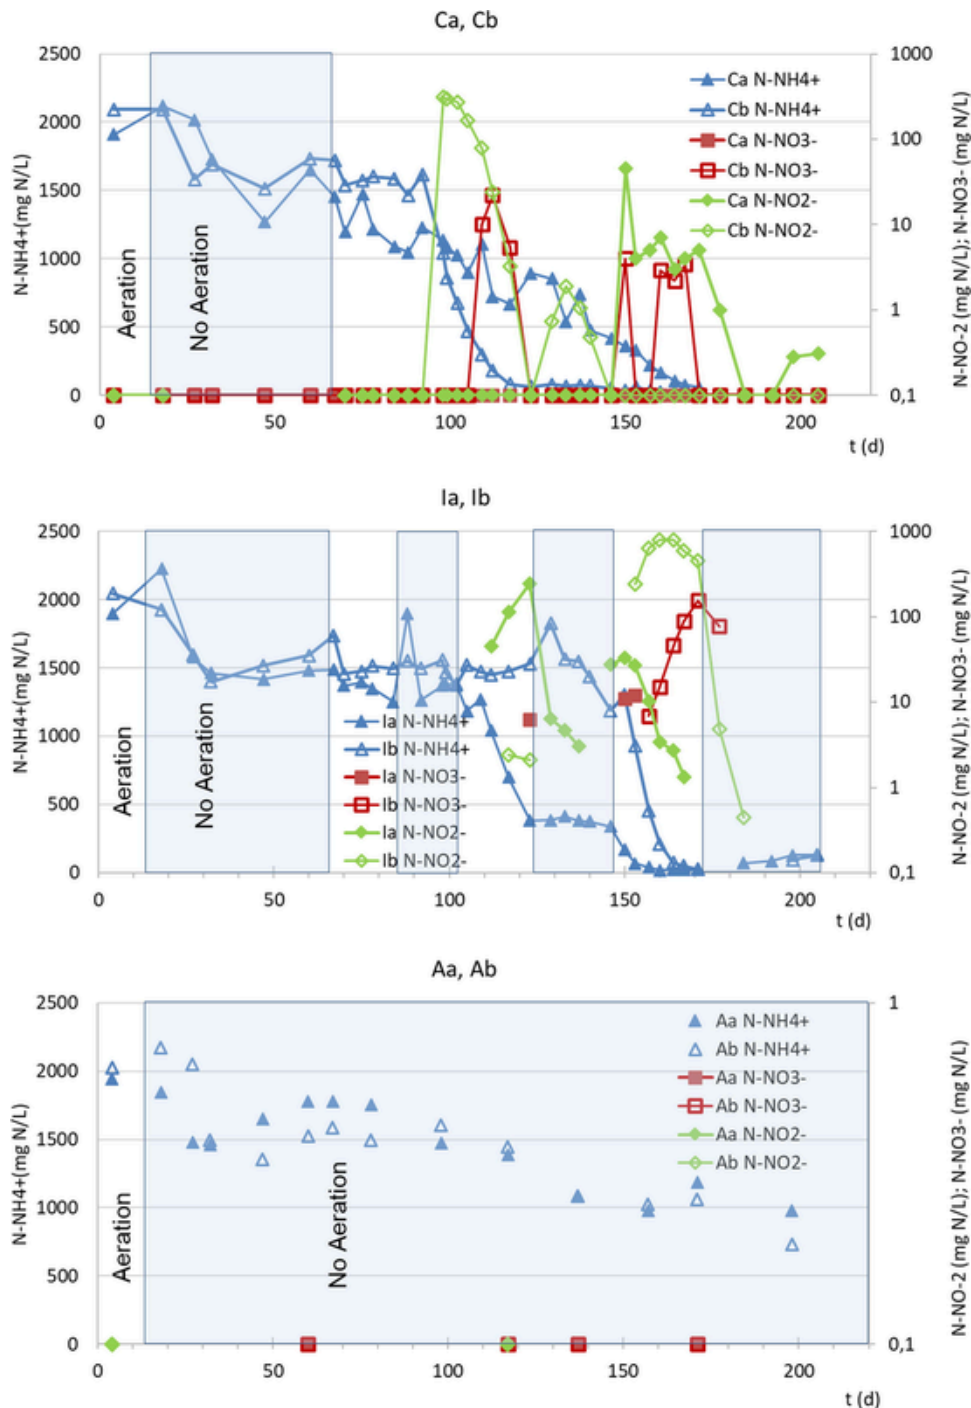 Ca, Cb
2500
2000
1500
1000
500
0
0
50
100
150
200
1000
100
10
1
0,1
N-NH4+(mg N/L)
N-NO-2 (mg N/L); N-NO3- (mg N/L)
t (d)
Aeration
No Aeration
Ca N-NH4+
Cb N-NH4+
Ca N-NO3-
Cb N-NO3-
Ca N-NO2-
Cb N-NO2-
Ia, Ib
2500
2000
1500
1000
500
0
0
50
100
150
200
1000
100
10
1
0,1
N-NH4+(mg N/L)
N-NO-2 (mg N/L); N-NO3- (mg N/L)
t (d)
Aeration
No Aeration
Ia N-NH4+
Ib N-NH4+
Ia N-NO3-
Ib N-NO3-
Ia N-NO2-
Ib N-NO2-
Aa, Ab
2500
2000
1500
1000
500
0
0
50
100
150
200
1
0,1
N-NH4+(mg N/L)
N-NO-2 (mg N/L); N-NO3- (mg N/L)
t (d)
Aeration
No Aeration
Aa N-NH4+
Ab N-NH4+
Aa N-NO3-
Ab N-NO3-
Aa N-NO2-
Ab N-NO2-